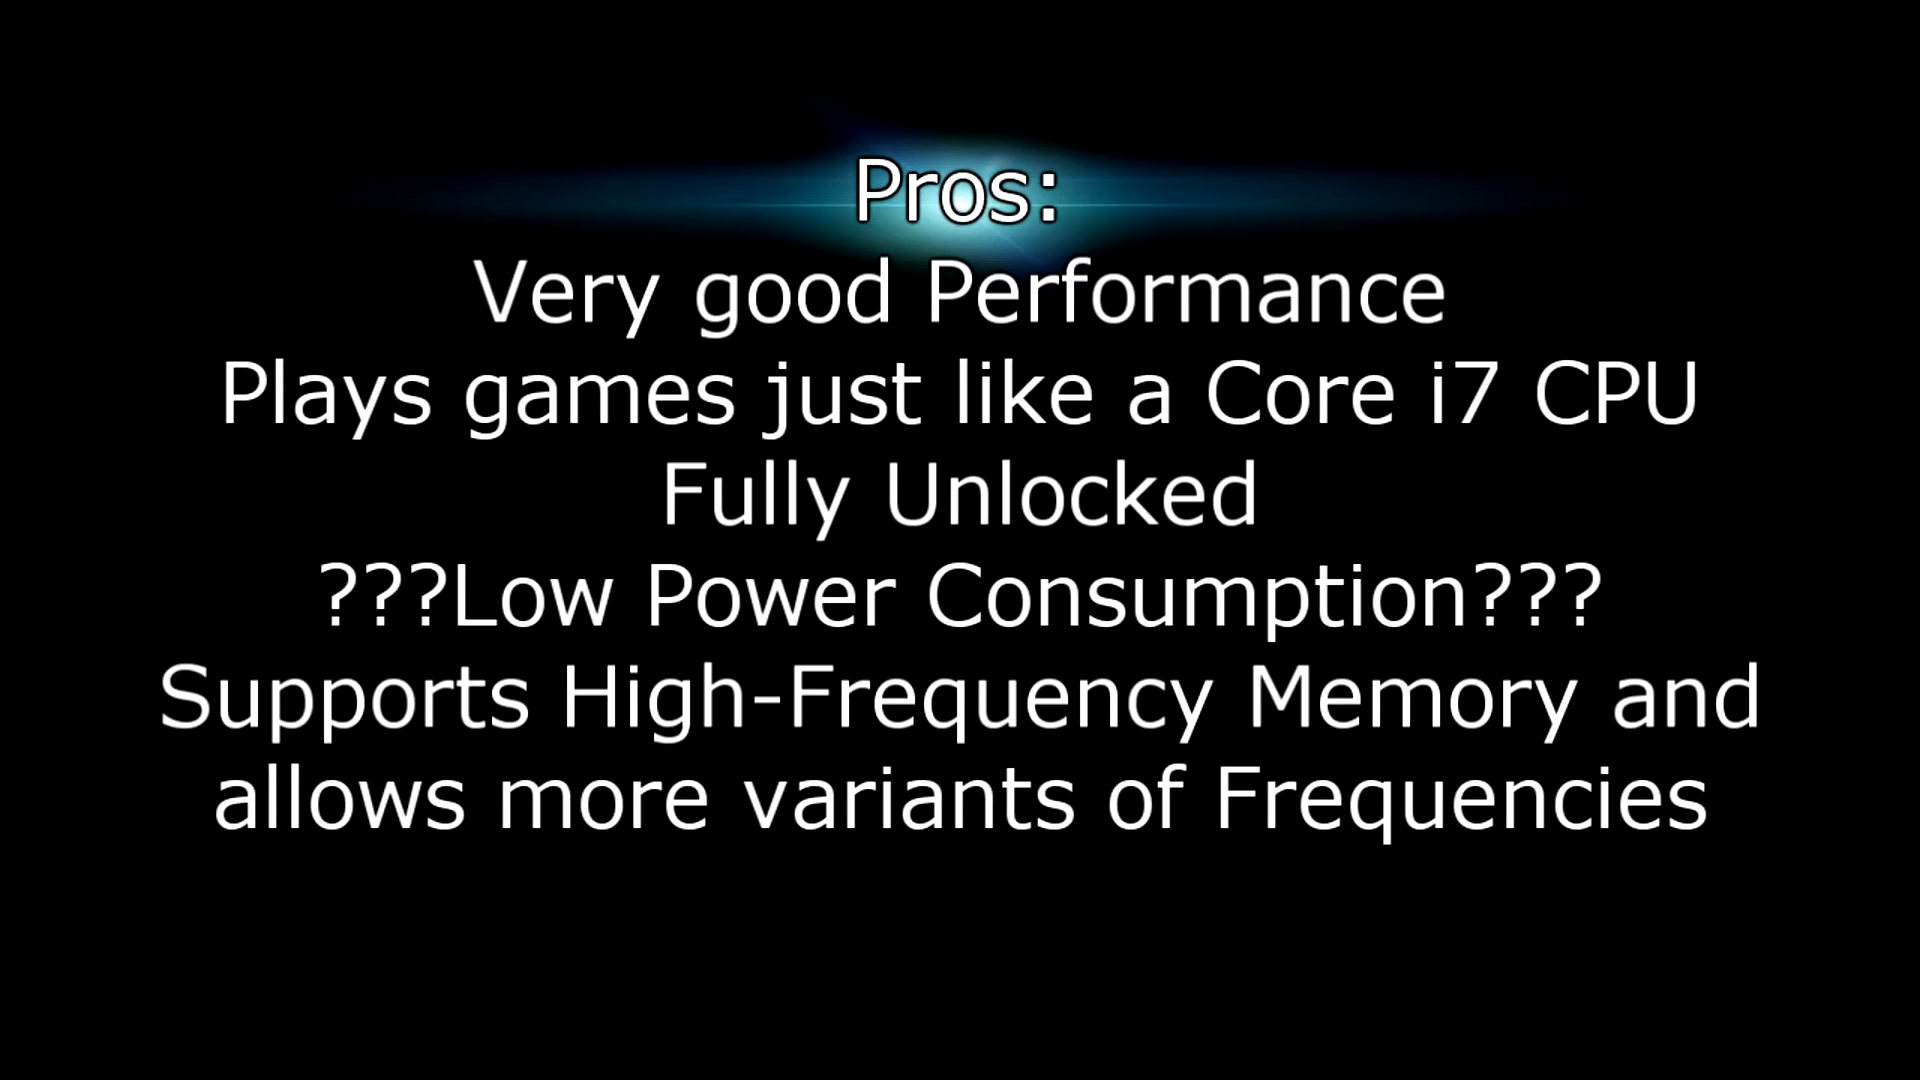 Pros:
Very good Performance
Plays games just like a Core i7 CPU
Fully Unlocked
???Low Power Consumption???
Supports High-Frequency Memory and
allows more variants of Frequencies